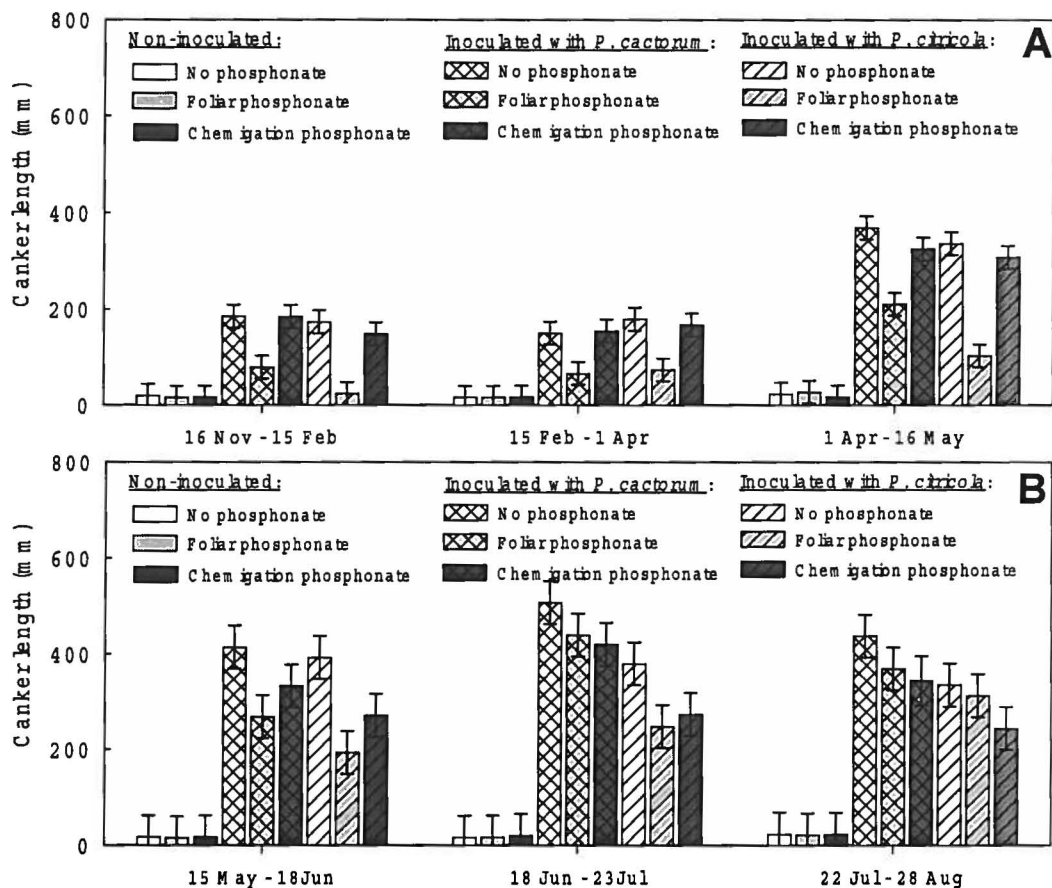 800
600
400
200
0
Canker length (mm)
A
Non-inoculated:
No phosphonate
Foliar phosphonate
Chemigation phosphonate
Inoculated with P. cactorum:
No phosphonate
Foliar phosphonate
Chemigation phosphonate
Inoculated with P. citricola:
No phosphonate
Foliar phosphonate
Chemigation phosphonate
16 Nov - 15 Feb
15 Feb - 1 Apr
1 Apr - 16 May
800
600
400
200
0
Canker length (mm)
B
Non-inoculated:
No phosphonate
Foliar phosphonate
Chemigation phosphonate
Inoculated with P. cactorum:
No phosphonate
Foliar phosphonate
Chemigation phosphonate
Inoculated with P. citricola:
No phosphonate
Foliar phosphonate
Chemigation phosphonate
15 May - 18 Jun
18 Jun - 23 Jul
22 Jul - 28 Aug